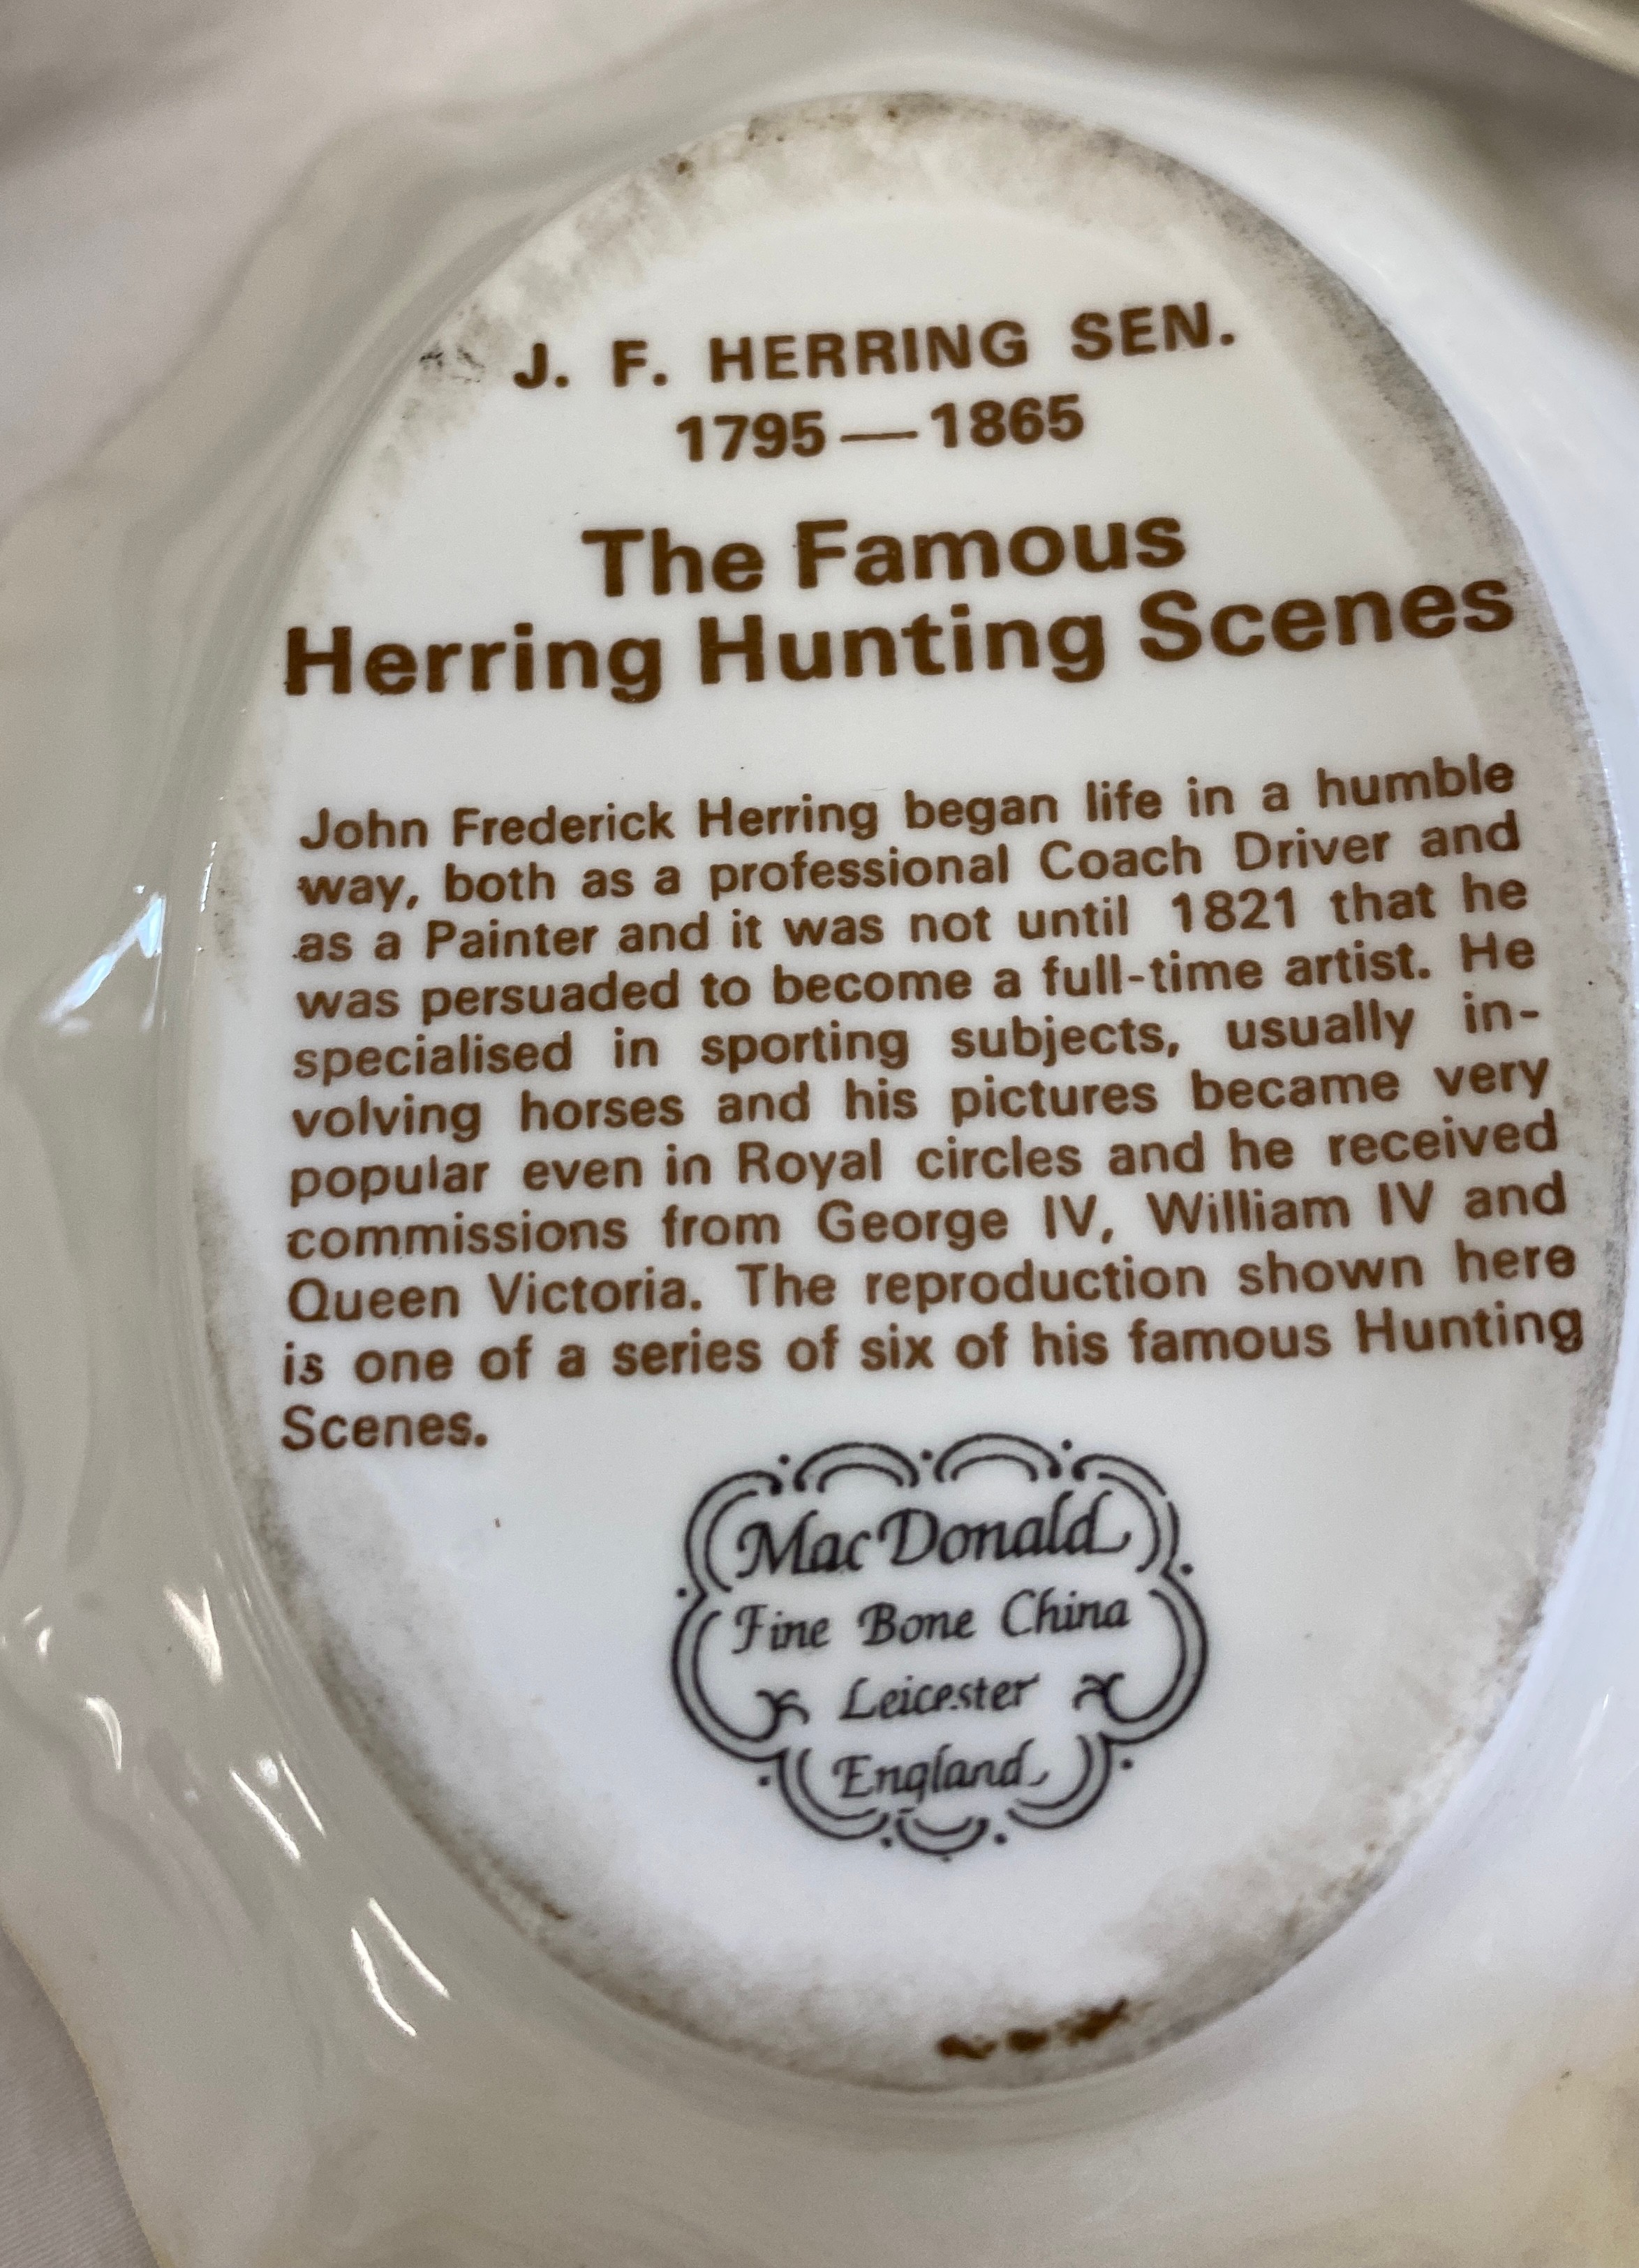 J. F. HERRING SEN.
1795—1865
The Famous
Herring Hunting Scenes
John Frederick Herring began life in a humble
way, both as a professional Coach Driver and
as a Painter and it was not until 1821 that he
was persuaded to become a full-time artist. He
specialised in sporting subjects, usually in-
volving horses and his pictures became very
popular even in Royal circles and he received
commissions from George IV, William IV and
Queen Victoria. The reproduction shown here
is one of a series of six of his famous Hunting
Scenes.
MacDonald
Fine Bone China
Leicester
England